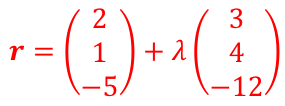 r = (2 1 −5) + λ (3 4 −12)